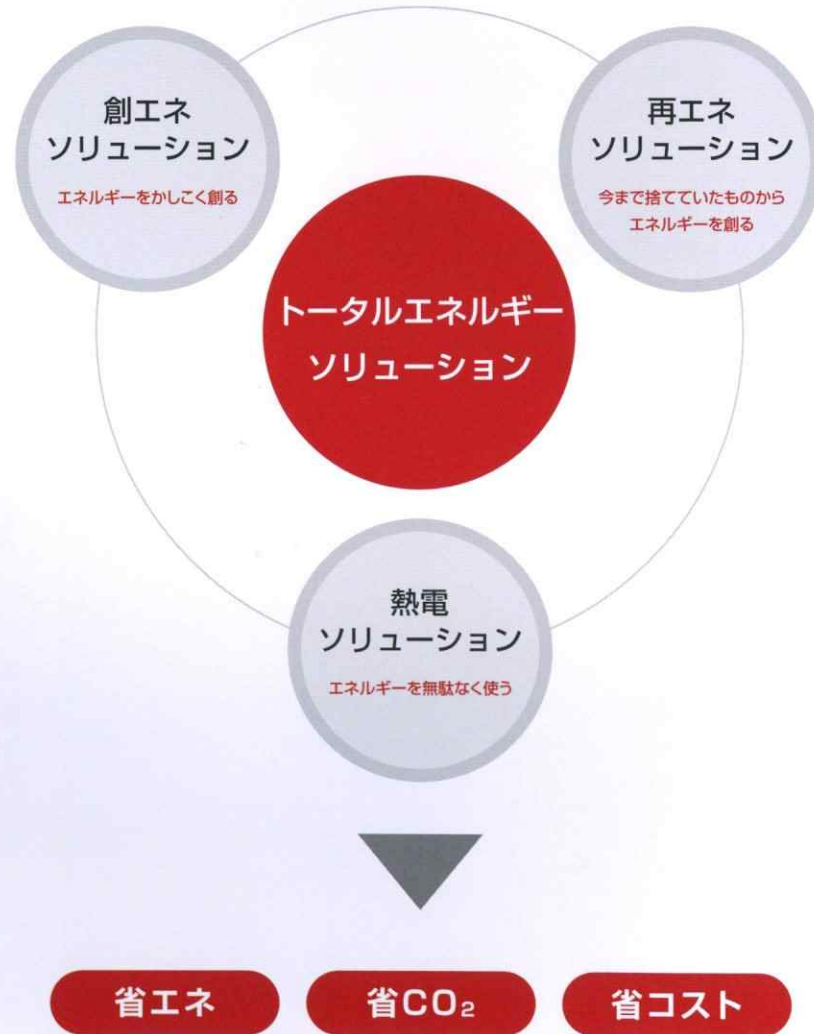 創エネ
ソリューション
エネルギーをかしこく創る
再エネ
ソリューション
今まで捨てていたものから
エネルギーを創る
トータルエネルギー
ソリューション
熱電
ソリューション
エネルギーを無駄なく使う
省エネ
省CO₂
省コスト